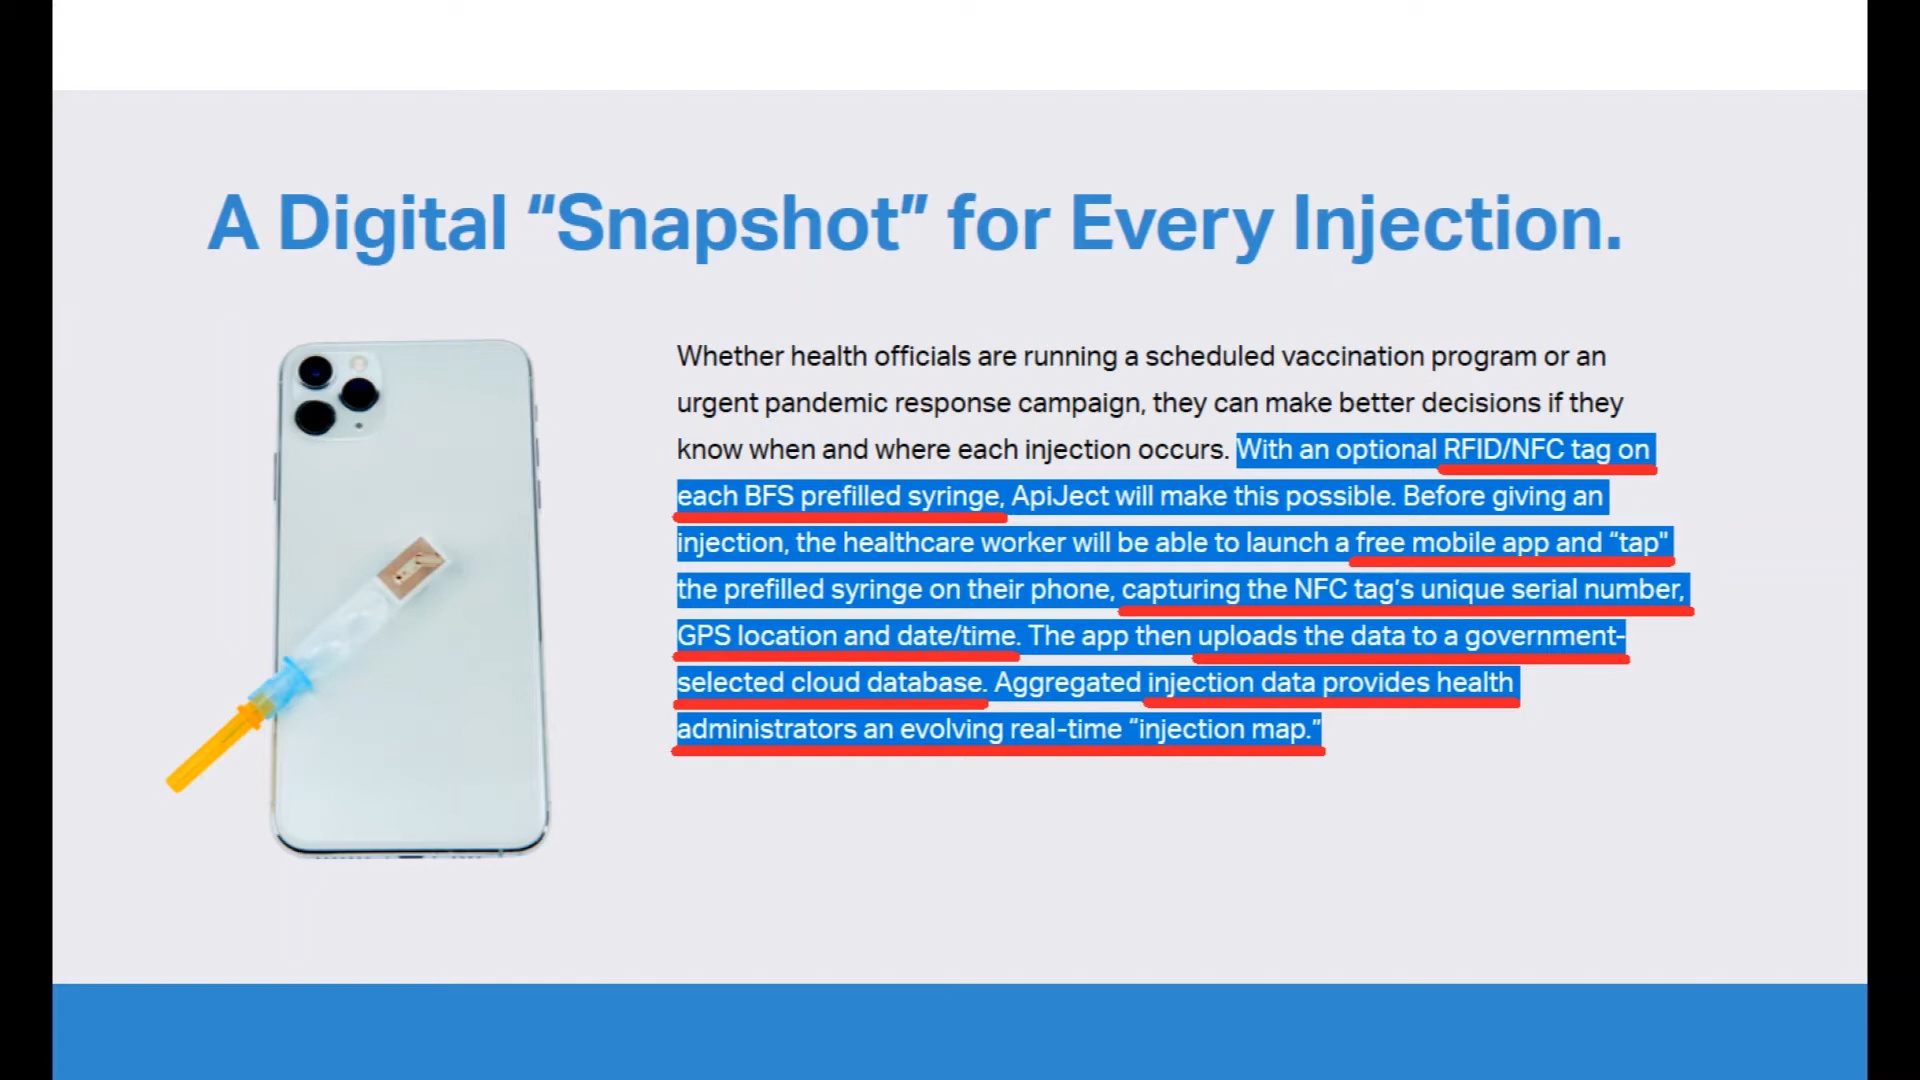 A Digital “Snapshot” for Every Injection.
Whether health officials are running a scheduled vaccination program or an
urgent pandemic response campaign, they can make better decisions if they
know when and where each injection occurs. With an optional RFID/NFC tag on
each BFS prefilled syringe, ApiJect will make this possible. Before giving an
injection, the healthcare worker will be able to launch a free mobile app and “tap"
the prefilled syringe on their phone, capturing the NFC tag’s unique serial number,
GPS location and date/time. The app then uploads the data to a government-
selected cloud database. Aggregated injection data provides health
administrators an evolving real-time “injection map.”